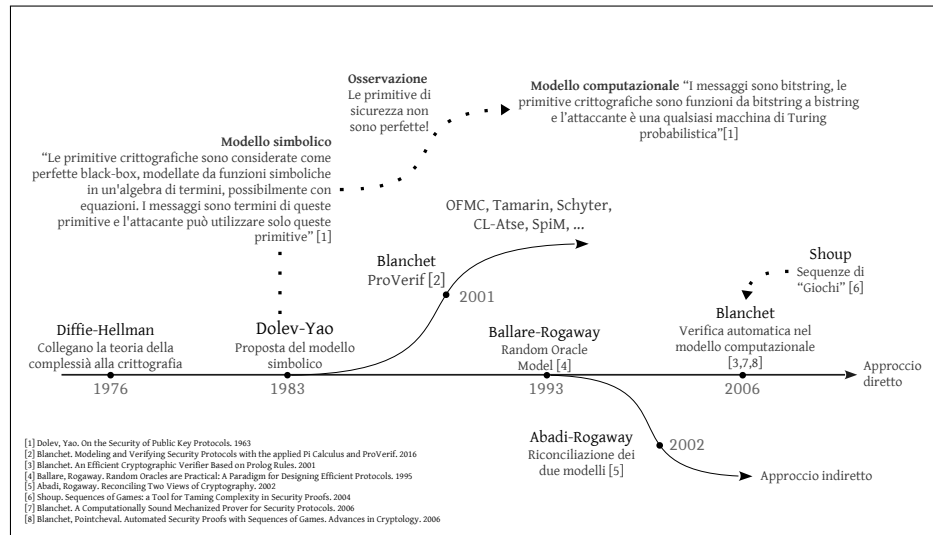 Osservazione
Le primitive di
sicurezza non
sono perfette!
Modello computazionale “I messaggi sono bitstring, le
primitive crittografiche sono funzioni da bitstring a bistring
e l'attaccante è una qualsiasi macchina di Turing
probabilistica”[1]
Modello simbolico
“Le primitive crittografiche sono considerate come
perfette black-box, modellate da funzioni simboliche
in un'algebra di termini, possibilmente con
equazioni. I messaggi sono termini di queste
primitive e l'attacante può utilizzare solo queste
primitive” [1]
OFMC, Tamarin, Schyter,
CL-Atse, SpiM, ...
Blanchet
ProVerif [2]
2001
Shoup
Sequenze di
“Giochi” [6]
Diffie-Hellman
Collegano la teoria della
complessià alla crittografia
1976
Dolev-Yao
Proposta del modello
simbolico
1983
Ballare-Rogaway
Random Oracle
Model [4]
1993
Blanchet
Verifica automatica nel
modello computazionale
[3,7,8]
2006
Approccio
diretto
Abadi-Rogaway
Riconciliazione dei
due modelli [5]
2002
Approccio indiretto
[1] Dolev, Yao. On the Security of Public Key Protocols. 1963
[2] Blanchet. Modeling and Verifying Security Protocols with the applied Pi Calculus and ProVerif. 2016
[3] Blanchet. An Efficient Cryptographic Verifier Based on Prolog Rules. 2001
[4] Ballare, Rogaway. Random Oracles are Practical: A Paradigm for Designing Efficient Protocols. 1995
[5] Abadi, Rogaway. Reconciling Two Views of Cryptography. 2002
[6] Shoup. Sequences of Games: a Tool for Taming Complexity in Security Proofs. 2004
[7] Blanchet. A Computationally Sound Mechanized Prover for Security Protocols. 2006
[8] Blanchet, Pointcheval. Automated Security Proofs with Sequences of Games. Advances in Cryptology. 2006